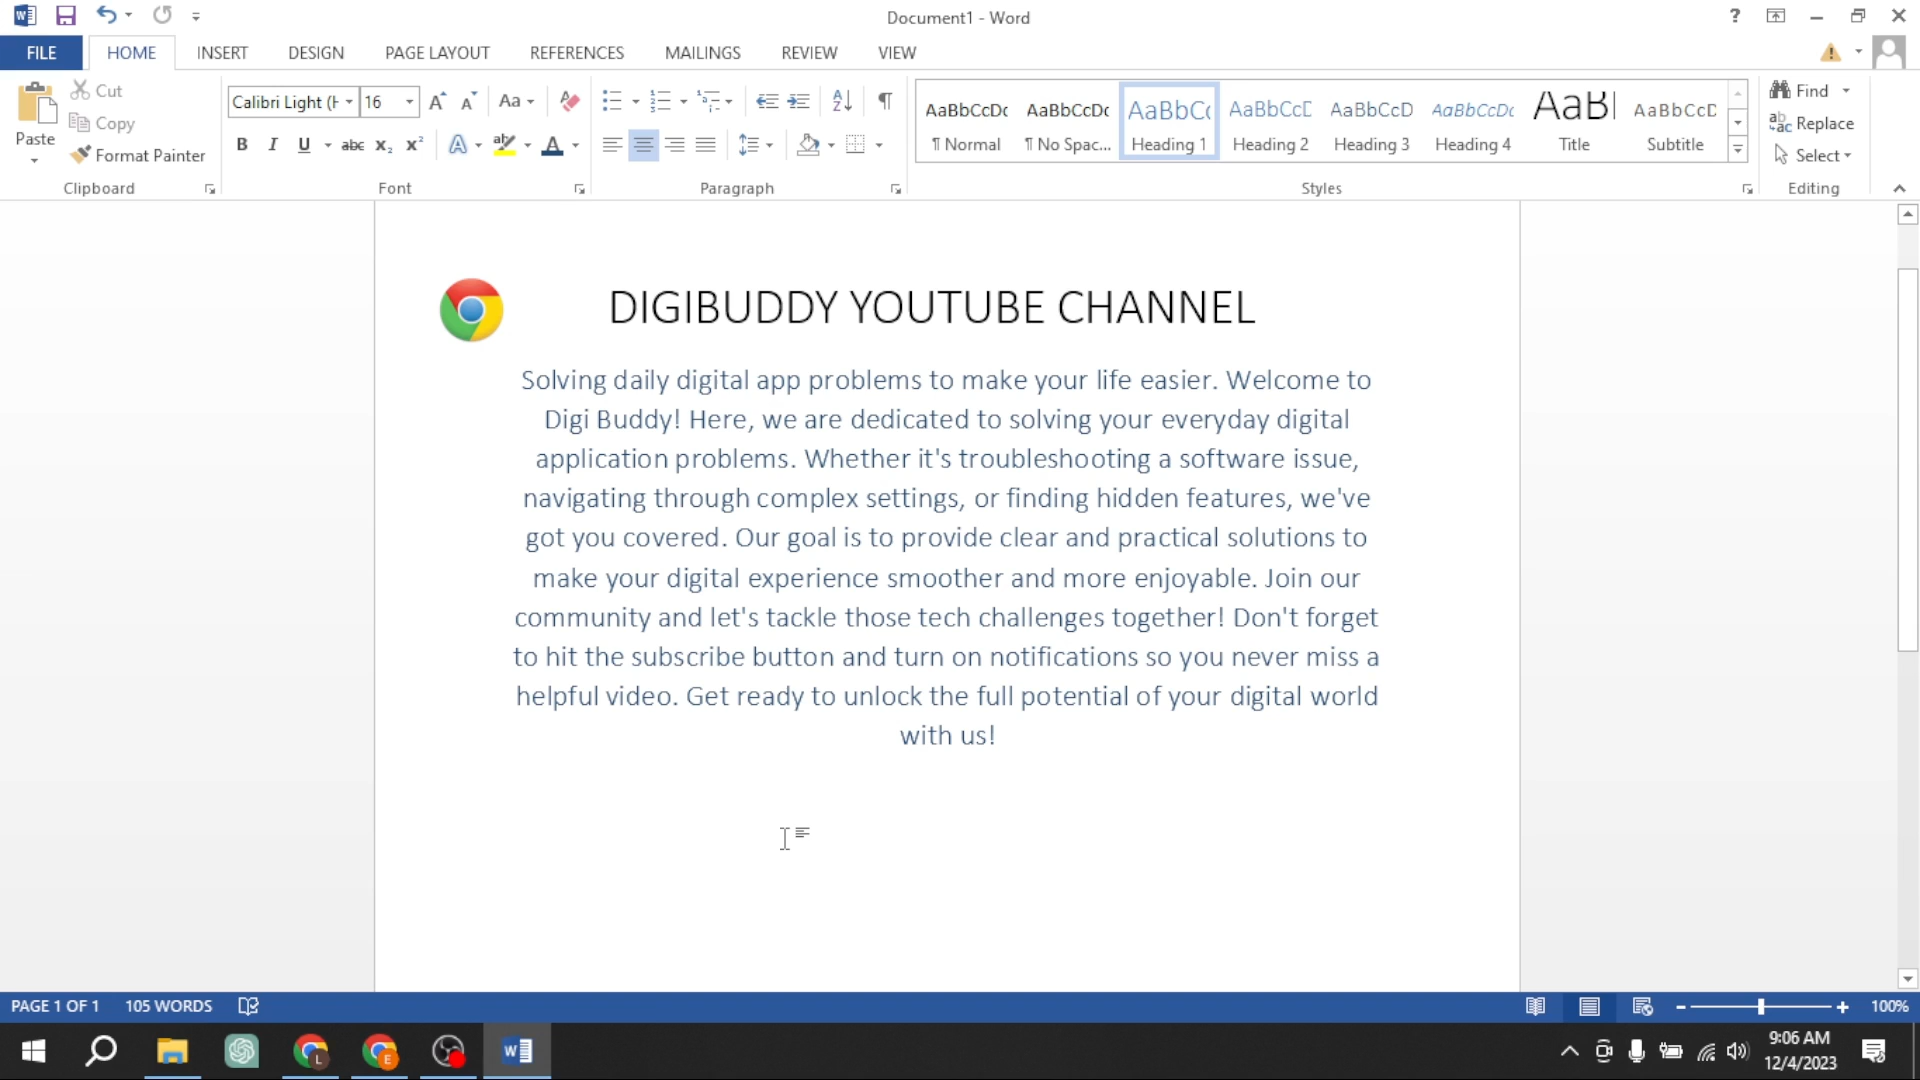 Document1 - Word
?
FILE HOME INSERT DESIGN PAGE LAYOUT REFERENCES MAILINGS REVIEW VIEW
Paste
Cut
Copy
Format Painter
Clipboard
Calibri Light (H 16
Aa
B I U abc x₂ x² A aby A
Font
A Z ¶
Paragraph
AaBbCcDc AaBbCcDc AaBbCc AaBbCcD AaBbCcD AaBbCcDc AaBl AaBbCcD
¶ Normal ¶ No Spac... Heading 1 Heading 2 Heading 3 Heading 4 Title Subtitle
Styles
Find
Replace
Select
Editing
DIGIBUDDY YOUTUBE CHANNEL
Solving daily digital app problems to make your life easier. Welcome to
Digi Buddy! Here, we are dedicated to solving your everyday digital
application problems. Whether it's troubleshooting a software issue,
navigating through complex settings, or finding hidden features, we've
got you covered. Our goal is to provide clear and practical solutions to
make your digital experience smoother and more enjoyable. Join our
community and let's tackle those tech challenges together! Don't forget
to hit the subscribe button and turn on notifications so you never miss a
helpful video. Get ready to unlock the full potential of your digital world
with us!
PAGE 1 OF 1 105 WORDS
100%
L E W
9:06 AM
12/4/2023